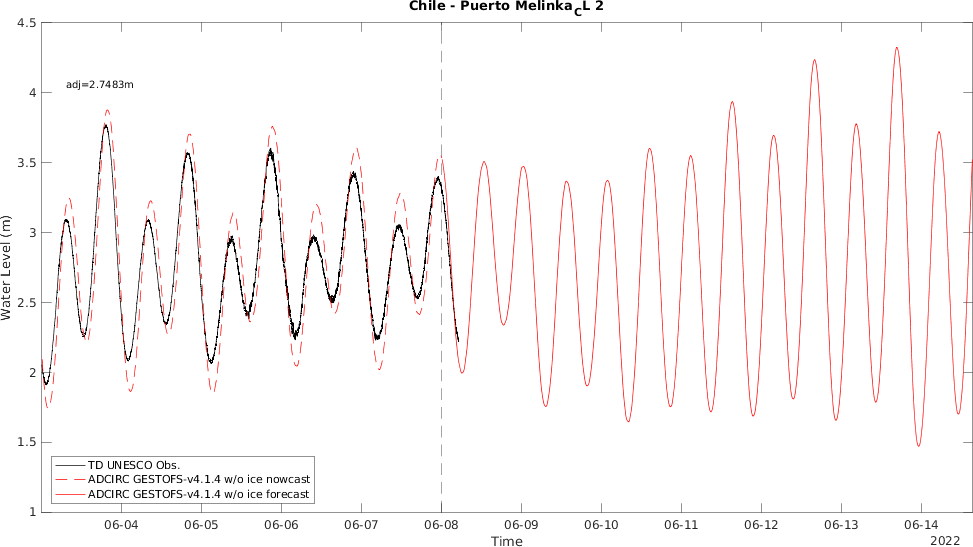 Chile - Puerto Melinka_CL 2
4.5
adj=2.7483m
4
3.5
3
2.5
2
1.5
1
Water Level (m)
TD UNESCO Obs.
ADCIRC GESTOFS-v4.1.4 w/o ice nowcast
ADCIRC GESTOFS-v4.1.4 w/o ice forecast
06-04 06-05 06-06 06-07 06-08 06-09 06-10 06-11 06-12 06-13 06-14
Time
2022